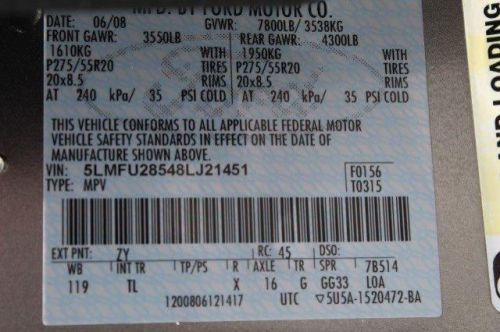 MFD. BY FORD MOTOR CO.
DATE: 06/08 GVWR: 7800LB/ 3538KG
FRONT GAWR: 3550LB REAR GAWR: 4300LB
1610KG WITH 1950KG WITH
P275/55R20 TIRES P275/55R20 TIRES
20x8.5 RIMS 20x8.5 RIMS
AT 240 kPa/ 35 PSI COLD AT 240 kPa/ 35 PSI COLD
THIS VEHICLE CONFORMS TO ALL APPLICABLE FEDERAL MOTOR
VEHICLE SAFETY STANDARDS IN EFFECT ON THE DATE OF
MANUFACTURE SHOWN ABOVE.
VIN: 5LMFU28548LJ21451 F0156
TYPE: MPV T0315
EXT PNT: ZY RC: 45 DSO:
WB INT TR TP/PS R AXLE TR SPR 7B514
119 TL X 16 G GG33 LOA
1200806121417 UTC 5U5A-1520472-BA
LOADING